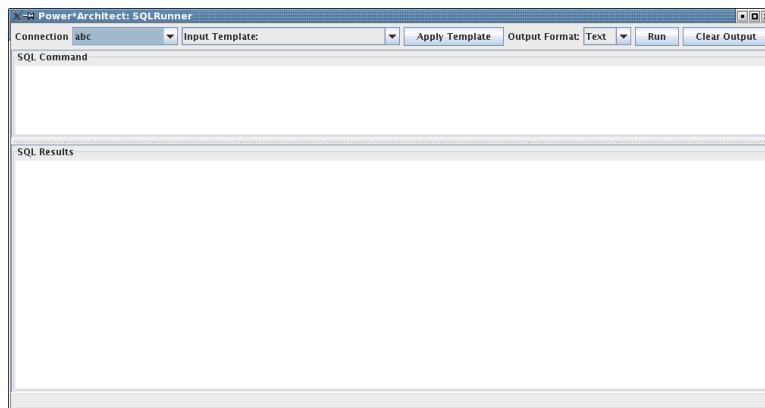 Power*Architect: SQLRunner
Connection abc Input Template: Apply Template Output Format: Text Run Clear Output
SQL Command
SQL Results